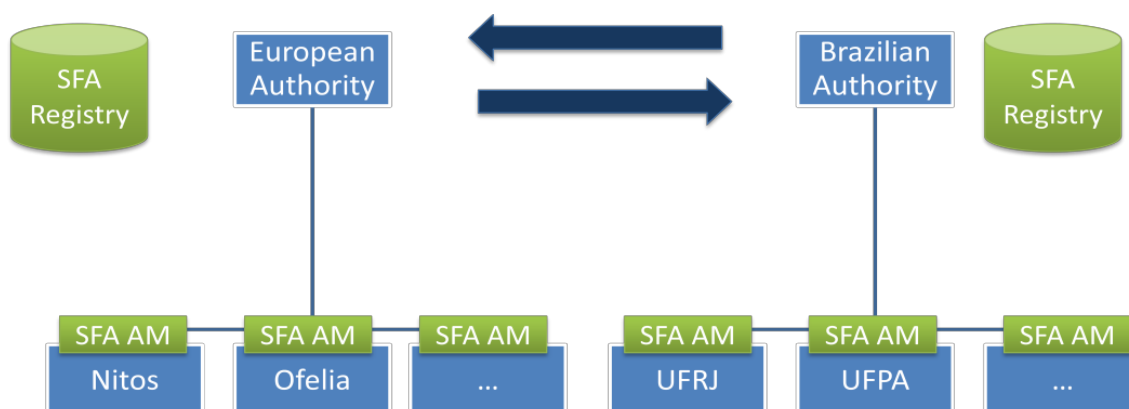 SFA
Registry
European
Authority
Brazilian
Authority
SFA
Registry
SFA AM
SFA AM
SFA AM
SFA AM
SFA AM
SFA AM
Nitos
Ofelia
...
UFRJ
UFPA
...